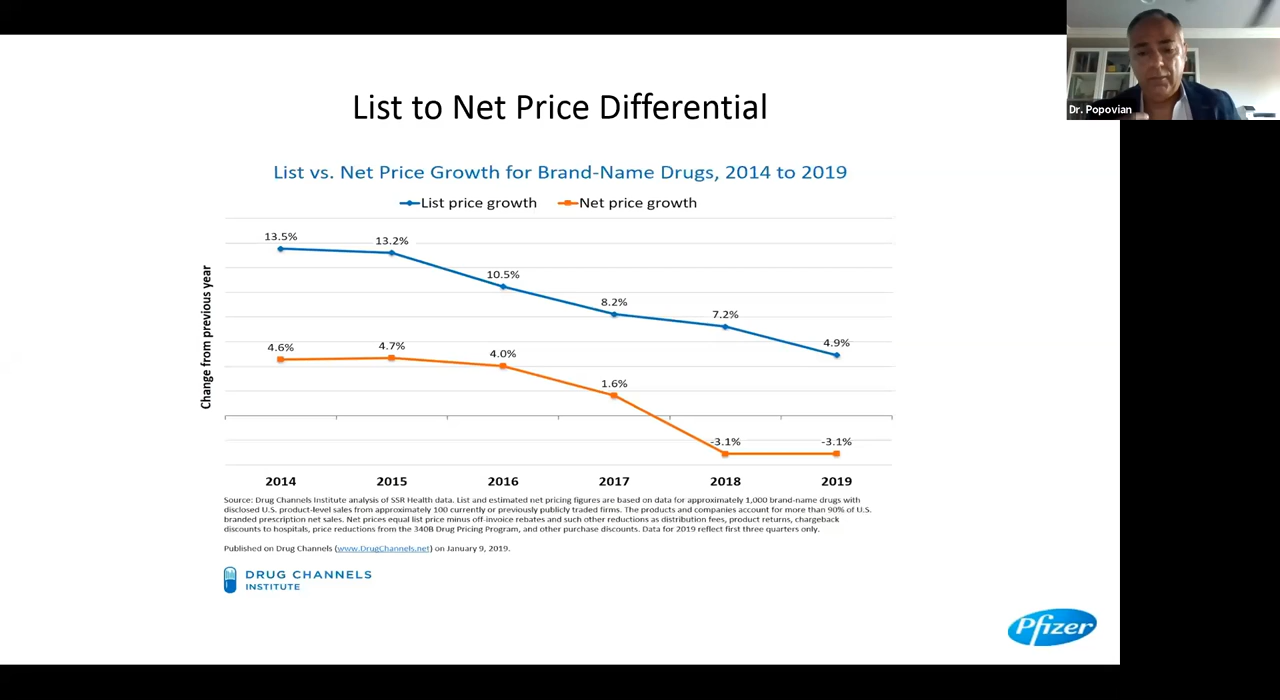 Dr. Popovian
List to Net Price Differential
List vs. Net Price Growth for Brand-Name Drugs, 2014 to 2019
List price growth Net price growth
Change from previous year
13.5% 13.2% 10.5% 8.2% 7.2% 4.9%
4.6% 4.7% 4.0% 1.6% -3.1% -3.1%
2014 2015 2016 2017 2018 2019
Source: Drug Channels Institute analysis of SSR Health data. List and estimated net pricing figures are based on data for approximately 1,000 brand-name drugs with
disclosed U.S. product-level sales from approximately 100 currently or previously publicly traded firms. The products and companies account for more than 90% of U.S.
branded prescription net sales. Net prices equal list price minus off-invoice rebates and such other reductions as distribution fees, product returns, chargeback
discounts to hospitals, price reductions from the 340B Drug Pricing Program, and other purchase discounts. Data for 2019 reflect first three quarters only.
Published on Drug Channels (www.DrugChannels.net) on January 9, 2019.
DRUG CHANNELS
INSTITUTE
Pfizer